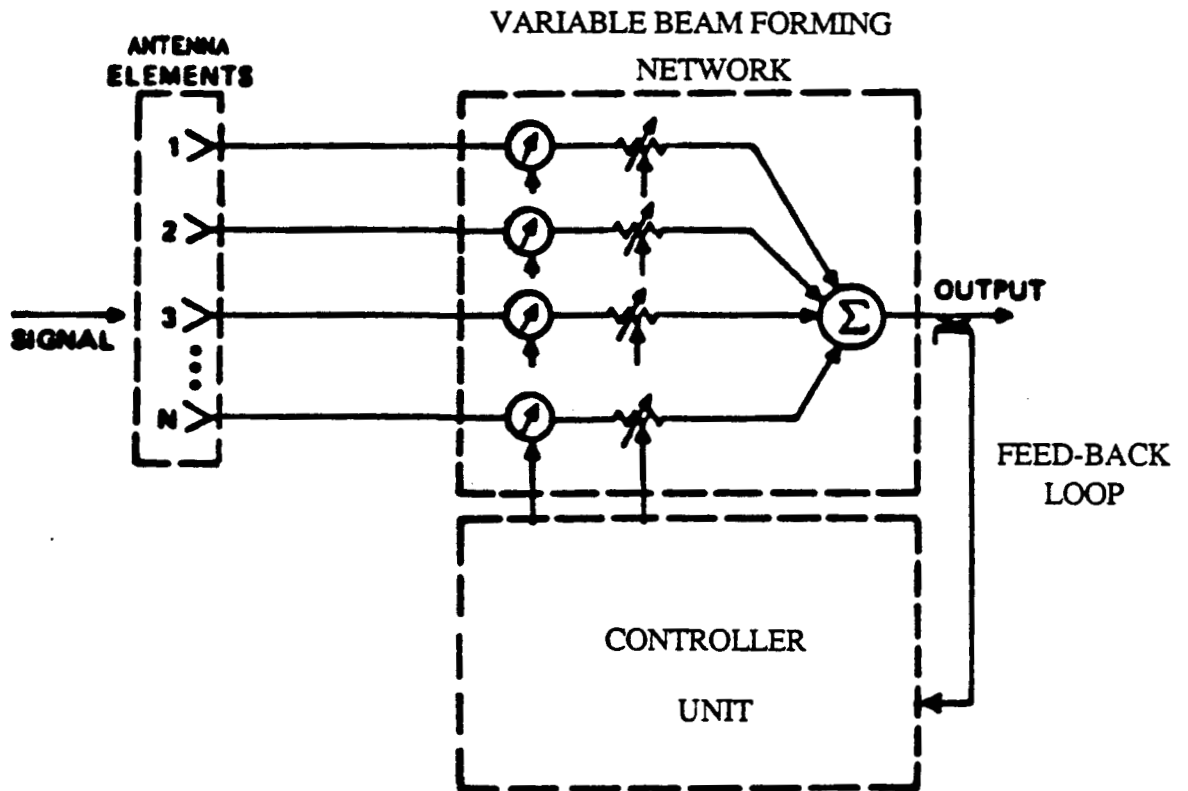 VARIABLE BEAM FORMING
NETWORK
ANTENNA
ELEMENTS
1
2
3
N
SIGNAL
Σ
OUTPUT
FEED-BACK
LOOP
CONTROLLER
UNIT